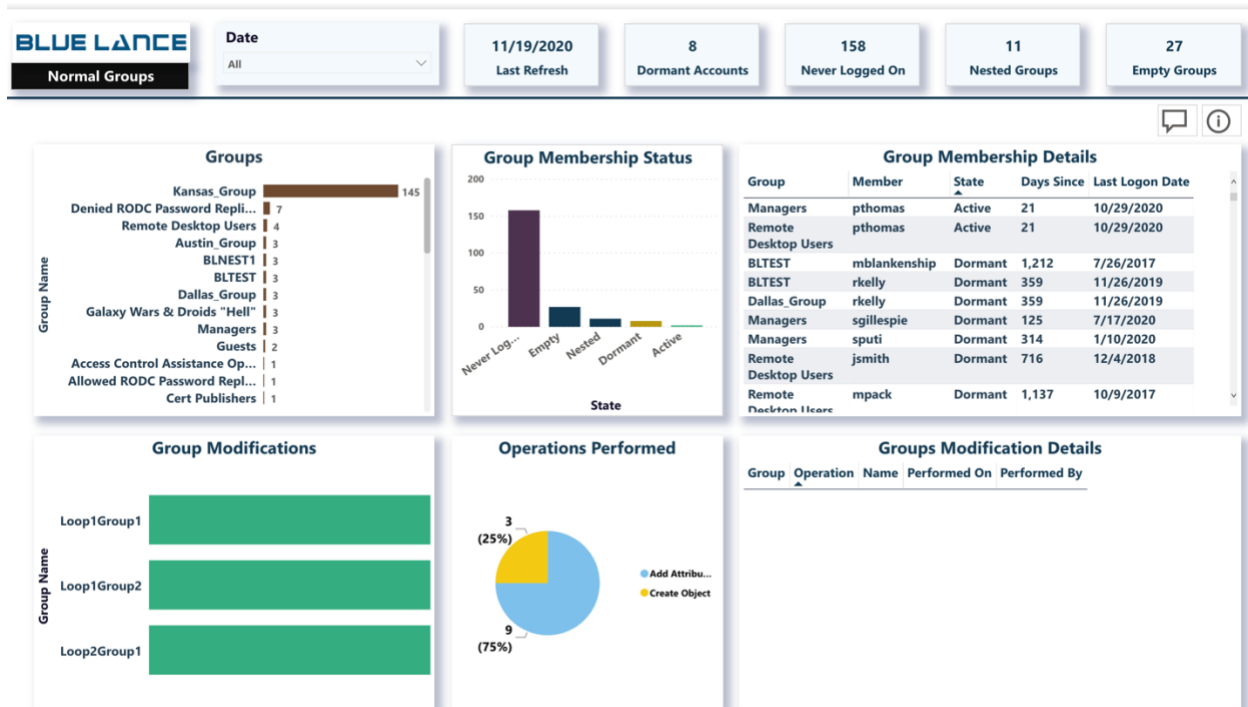 BLUE LANCE
Normal Groups
Date
All
11/19/2020
Last Refresh
8
Dormant Accounts
158
Never Logged On
11
Nested Groups
27
Empty Groups
Groups
Group Name
Kansas_Group 145
Denied RODC Password Repli... 7
Remote Desktop Users 4
Austin_Group 3
BLNEST1 3
BLTEST 3
Dallas_Group 3
Galaxy Wars & Droids "Hell" 3
Managers 3
Guests 2
Access Control Assistance Op... 1
Allowed RODC Password Repl... 1
Cert Publishers 1
Group Membership Status
200
150
100
50
0
Never Log...
Empty
Nested
Dormant
Active
State
Group Membership Details
Group Member State Days Since Last Logon Date
Managers pthomas Active 21 10/29/2020
Remote pthomas Active 21 10/29/2020
Desktop Users
BLTEST mblankenship Dormant 1,212 7/26/2017
BLTEST rkelly Dormant 359 11/26/2019
Dallas_Group rkelly Dormant 359 11/26/2019
Managers sgillespie Dormant 125 7/17/2020
Managers sputi Dormant 314 1/10/2020
Remote jsmith Dormant 716 12/4/2018
Desktop Users
Remote mpack Dormant 1,137 10/9/2017
Desktop Users
Group Modifications
Group Name
Loop1Group1
Loop1Group2
Loop2Group1
Operations Performed
3
(25%)
9
(75%)
Add Attribu...
Create Object
Groups Modification Details
Group Operation Name Performed On Performed By